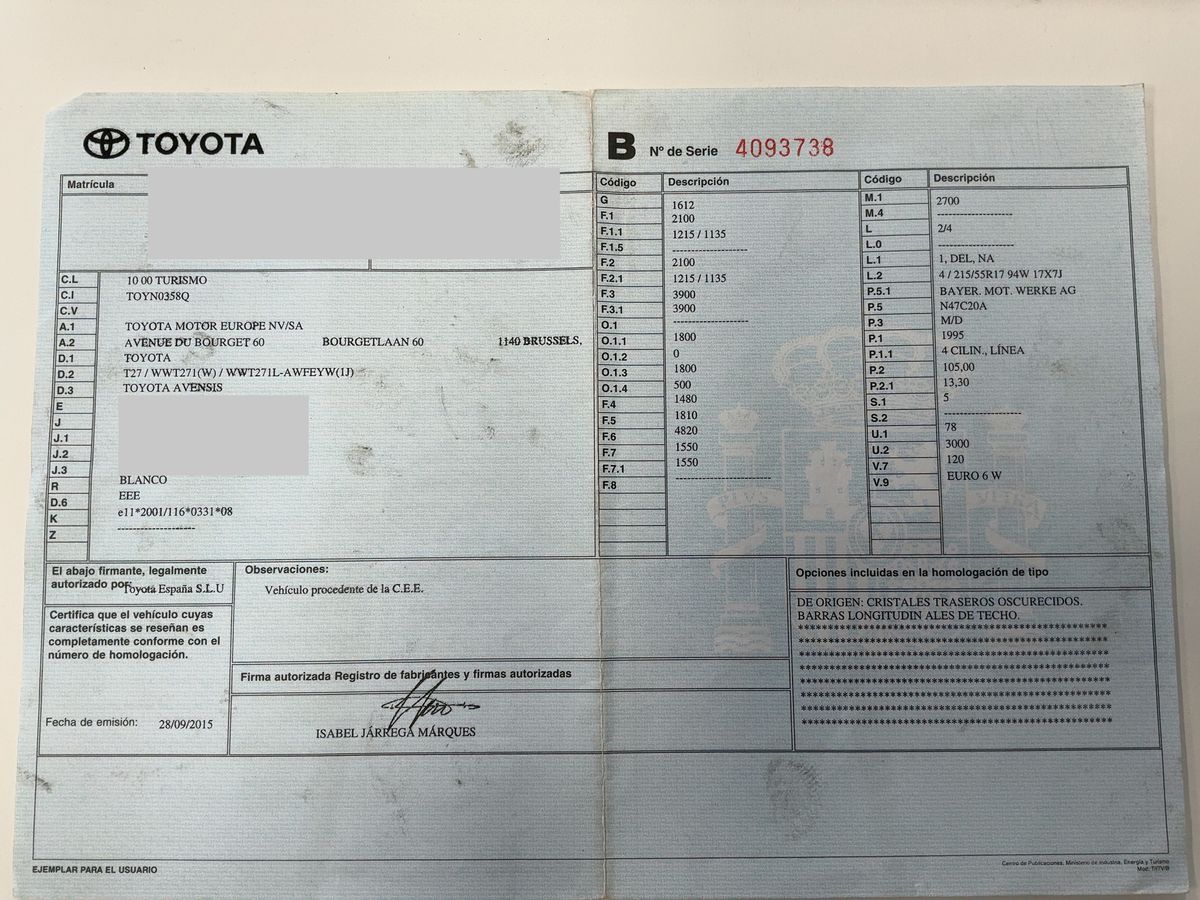 TOYOTA
B Nº de Serie 4093738
Matrícula
C.L 10 00 TURISMO
C.I TOYN0358Q
C.V
A.1 TOYOTA MOTOR EUROPE NV/SA
A.2 AVENUE DU BOURGET 60 BOURGETLAAN 60 1140 BRUSSELS,
D.1 TOYOTA
D.2 T27 / WWT271(W) / WWT271L-AWFEYW(1J)
D.3 TOYOTA AVENSIS
E
J
J.1
J.2
J.3
R BLANCO
D.6 EEE
K e11*2001/116*0331*08
Z --------------------
Código Descripción
G 1612
F.1 2100
F.1.1 1215 / 1135
F.1.5 --------------------
F.2 2100
F.2.1 1215 / 1135
F.3 3900
F.3.1 3900
O.1 --------------------
O.1.1 1800
O.1.2 0
O.1.3 1800
O.1.4 500
F.4 1480
F.5 1810
F.6 4820
F.7 1550
F.7.1 1550
F.8 --------------------
Código Descripción
M.1 2700
M.4 --------------------
L 2/4
L.0 --------------------
L.1 1, DEL, NA
L.2 4 / 215/55R17 94W 17X7J
P.5.1 BAYER. MOT. WERKE AG
P.5 N47C20A
P.3 M/D
P.1 1995
P.1.1 4 CILIN., LÍNEA
P.2 105,00
P.2.1 13,30
S.1 5
S.2 --------------------
U.1 78
U.2 3000
V.7 120
V.9 EURO 6 W
El abajo firmante, legalmente
autorizado por Toyota España S.L.U
Certifica que el vehículo cuyas
características se reseñan es
completamente conforme con el
número de homologación.
Fecha de emisión: 28/09/2015
Observaciones:
Vehículo procedente de la C.E.E.
Firma autorizada Registro de fabricantes y firmas autorizadas
ISABEL JÁRREGA MÁRQUES
Opciones incluidas en la homologación de tipo
DE ORIGEN: CRISTALES TRASEROS OSCURECIDOS.
BARRAS LONGITUDIN ALES DE TECHO.
EJEMPLAR PARA EL USUARIO
Centro de Publicaciones. Ministerio de Industria, Energía y Turismo